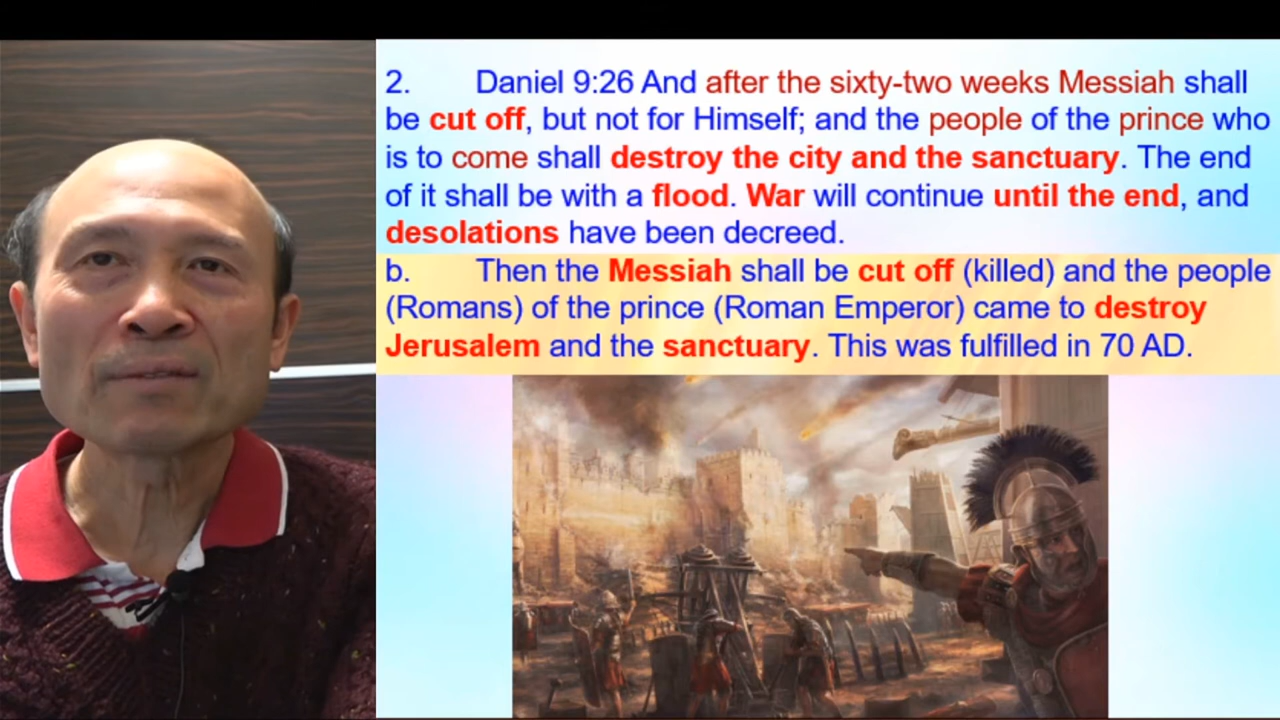 2. Daniel 9:26 And after the sixty-two weeks Messiah shall
be cut off, but not for Himself; and the people of the prince who
is to come shall destroy the city and the sanctuary. The end
of it shall be with a flood. War will continue until the end, and
desolations have been decreed.
b. Then the Messiah shall be cut off (killed) and the people
(Romans) of the prince (Roman Emperor) came to destroy
Jerusalem and the sanctuary. This was fulfilled in 70 AD.